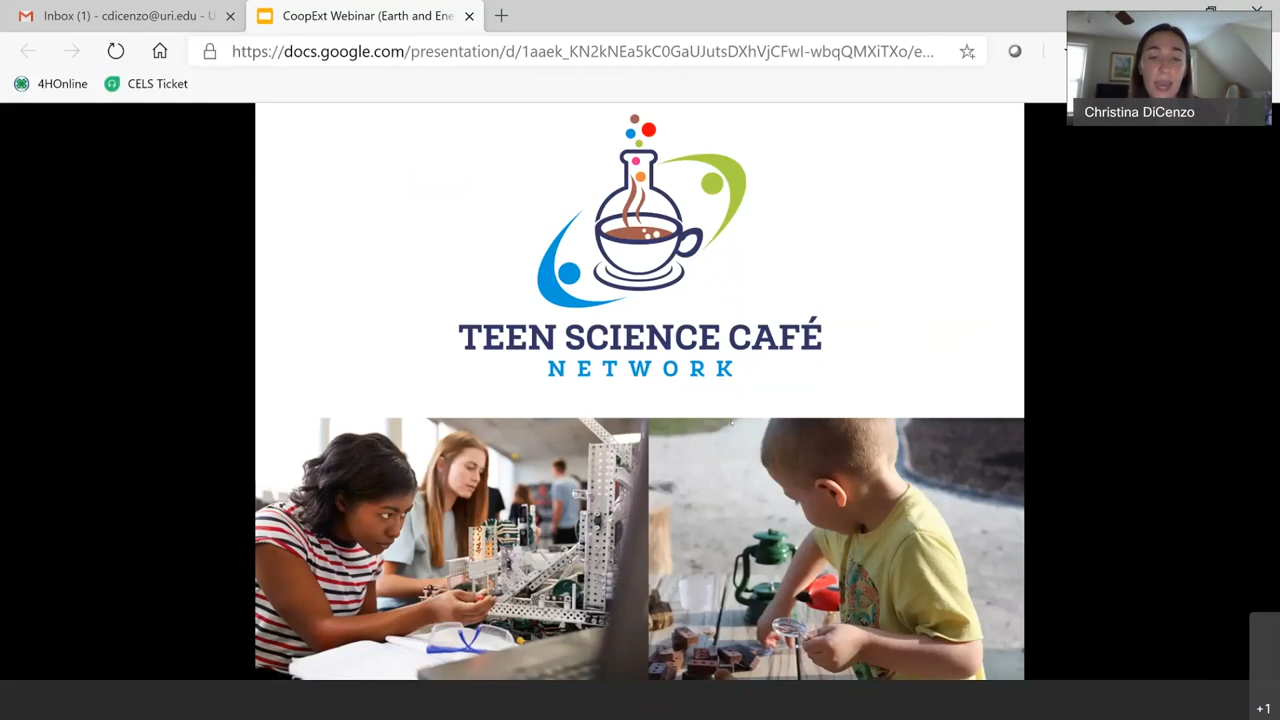 Inbox (1) - cdicenzo@uri.edu - U
CoopExt Webinar (Earth and Ene
https://docs.google.com/presentation/d/1aaek_KN2kNEa5kC0GaUJutsDXhVjCFwI-wbqQMXiTXo/e...
4HOnline
CELS Ticket
Christina DiCenzo
TEEN SCIENCE CAFÉ
NETWORK
+1